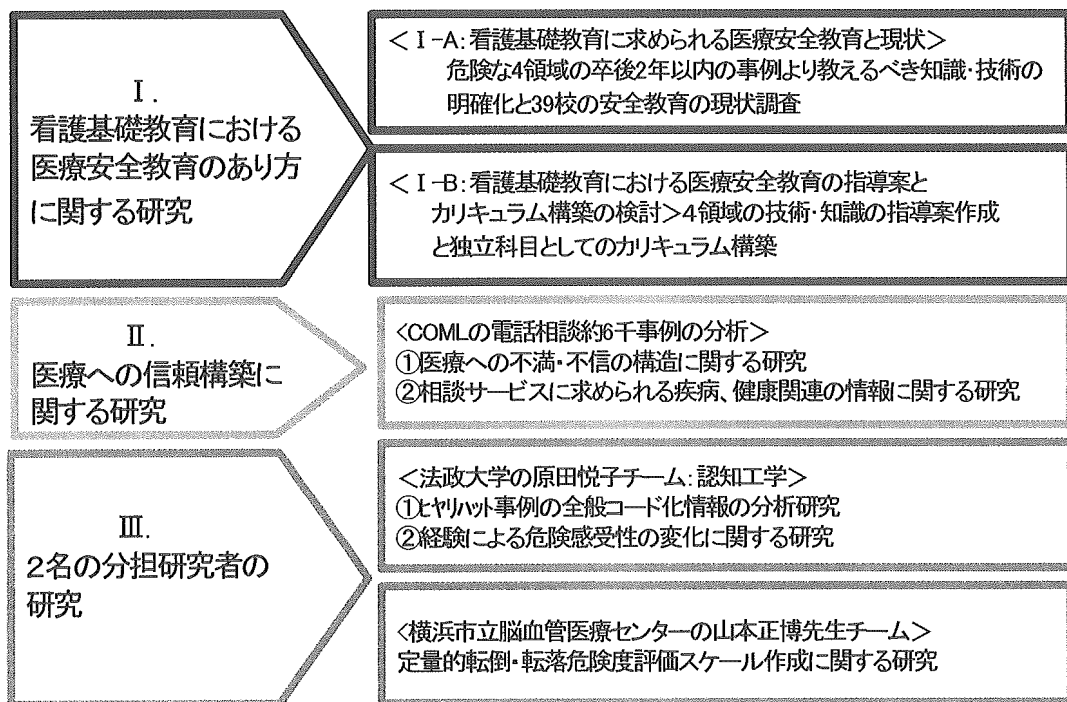 Ⅰ.
看護基礎教育における
医療安全教育のあり方
に関する研究
<Ⅰ-A:看護基礎教育に求められる医療安全教育と現状>
危険な4領域の卒後2年以内の事例より教えるべき知識・技術の
明確化と39校の安全教育の現状調査
<Ⅰ-B:看護基礎教育における医療安全教育の指導案と
カリキュラム構築の検討>4領域の技術・知識の指導案作成
と独立科目としてのカリキュラム構築
Ⅱ.
医療への信頼構築に
関する研究
<COMLの電話相談約6千事例の分析>
①医療への不満・不信の構造に関する研究
②相談サービスに求められる疾病、健康関連の情報に関する研究
Ⅲ.
2名の分担研究者の
研究
<法政大学の原田悦子チーム:認知工学>
①ヒヤリハット事例の全般コード化情報の分析研究
②経験による危険感受性の変化に関する研究
<横浜市立脳血管医療センターの山本正博先生チーム>
定量的転倒・転落危険度評価スケール作成に関する研究